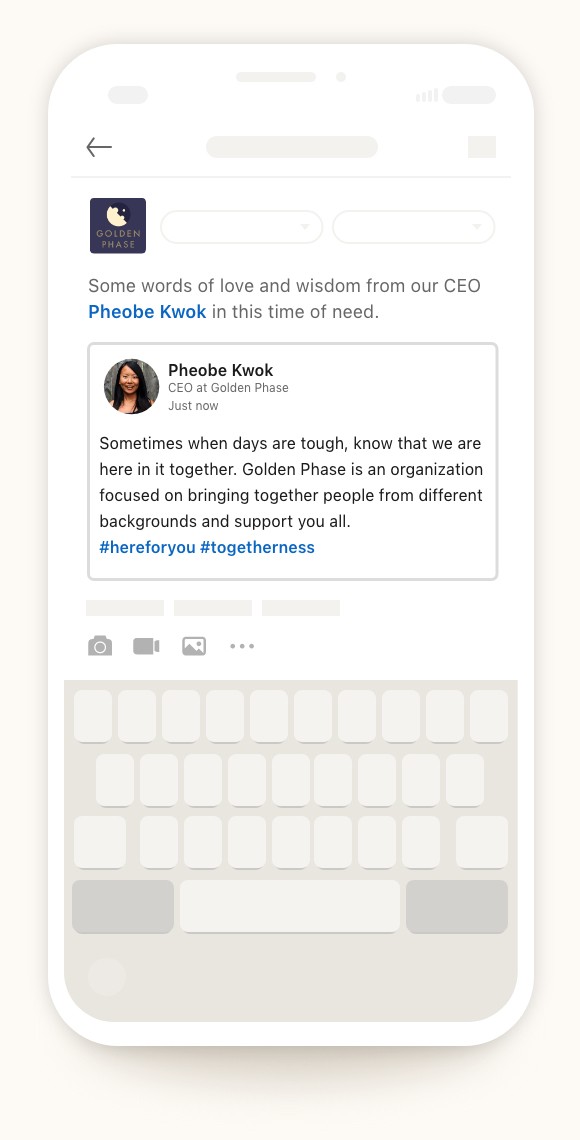 GOLDEN
PHASE
Some words of love and wisdom from our CEO
Pheobe Kwok in this time of need.
Pheobe Kwok
CEO at Golden Phase
Just now
Sometimes when days are tough, know that we are
here in it together. Golden Phase is an organization
focused on bringing together people from different
backgrounds and support you all.
#hereforyou #togetherness